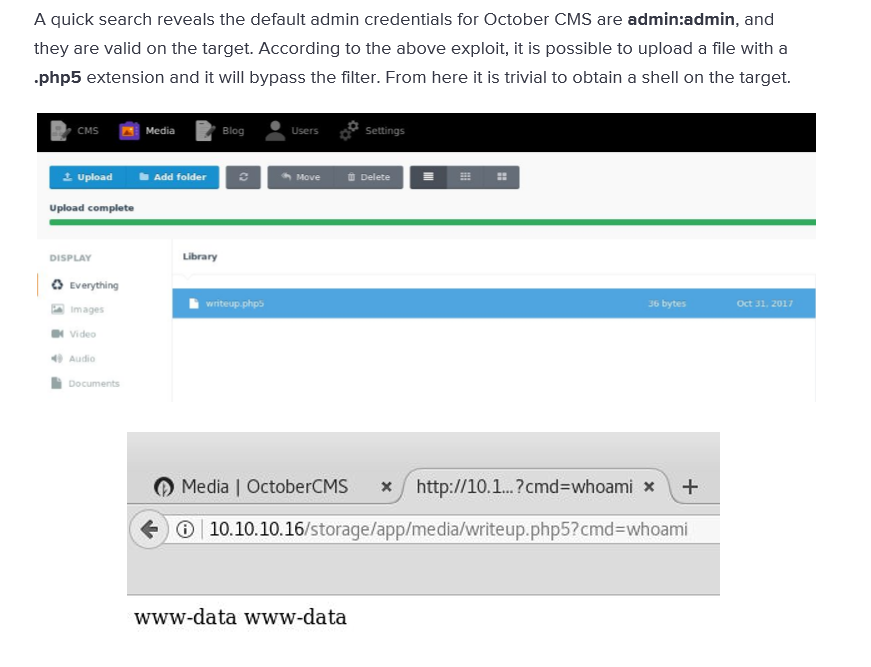 A quick search reveals the default admin credentials for October CMS are admin:admin, and
they are valid on the target. According to the above exploit, it is possible to upload a file with a
.php5 extension and it will bypass the filter. From here it is trivial to obtain a shell on the target.
CMS Media Blog Users Settings
Upload Add folder Move Delete
Upload complete
DISPLAY Library
Everything
writeup.php5 36 bytes Oct 31, 2017
Images
Video
Audio
Documents
Media | OctoberCMS × http://10.1...?cmd=whoami × +
10.10.10.16/storage/app/media/writeup.php5?cmd=whoami
www-data www-data